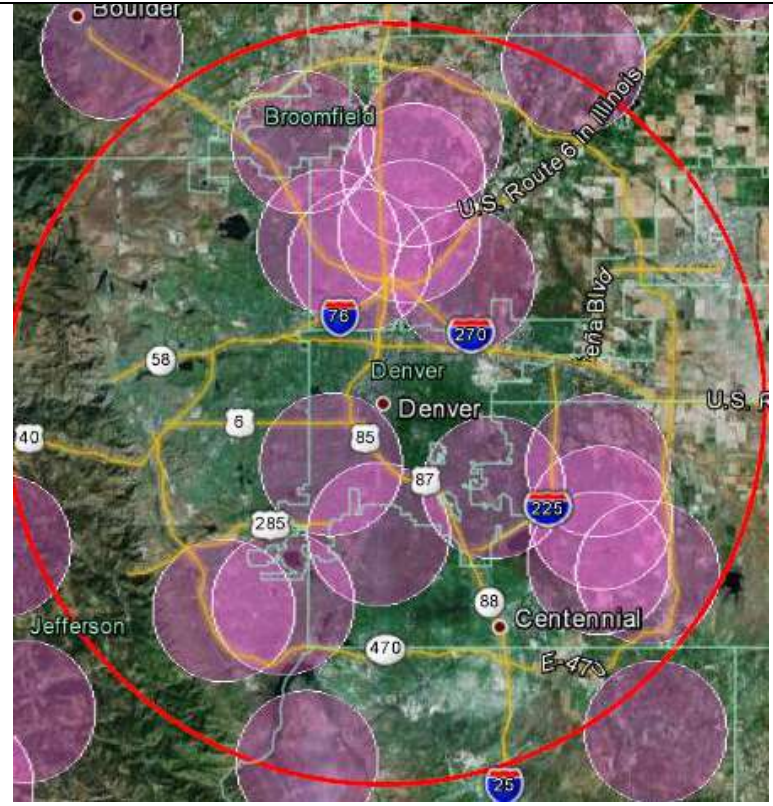 Boulder
Broomfield
U.S. Route 6 in Illinois
76
270
58
Denver
Denver
U.S. R
40
6
85
87
285
225
88
Centennial
Jefferson
470
E-470
25